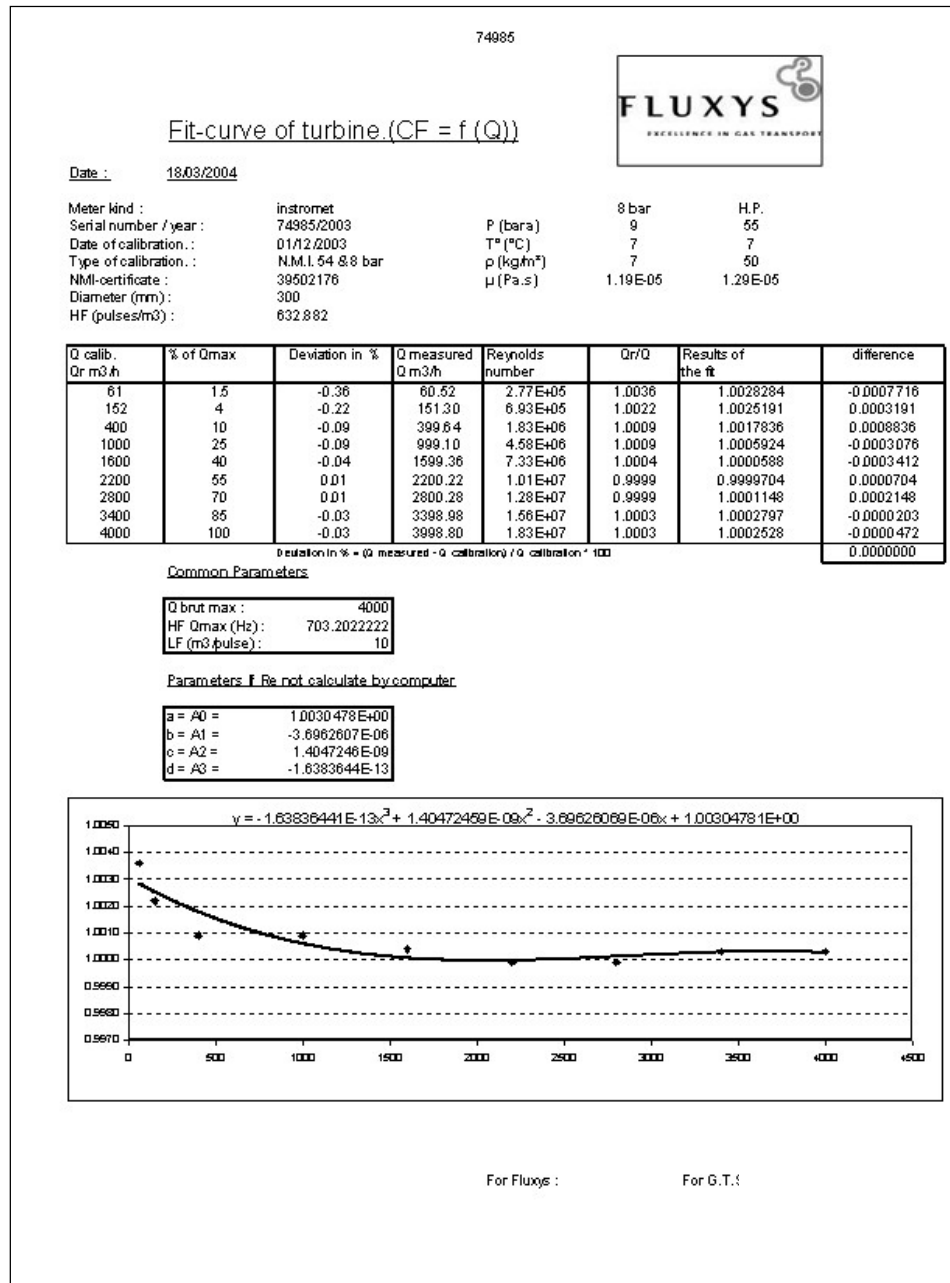 74985
FLUXYS
EXCELLENCE IN GAS TRANSPORT
Fit-curve of turbine.(CF = f (Q))
Date : 18/03/2004
Meter kind : instromet 8 bar H.P.
Serial number / year : 74985/2003 P (bara) 9 55
Date of calibration. : 01/12/2003 T° (°C) 7 7
Type of calibration. : N.M.I. 54 & 8 bar ρ (kg/m³) 7 50
NMI-certificate : 39502176 μ (Pa.s) 1.19E-05 1.29E-05
Diameter (mm) : 300
HF (pulses/m3) : 632.882
Q calib. % of Qmax Deviation in % Q measured Reynolds Qr/Q Results of difference
Qr m3/h Q m3/h number the fit
61 1.5 -0.36 60.52 2.77E+05 1.0036 1.0028284 -0.0007716
152 4 -0.22 151.30 6.93E+05 1.0022 1.0025191 0.0003191
400 10 -0.09 399.64 1.83E+06 1.0009 1.0017836 0.0008836
1000 25 -0.09 999.10 4.58E+06 1.0009 1.0005924 -0.0003076
1600 40 -0.04 1599.36 7.33E+06 1.0004 1.0000588 -0.0003412
2200 55 0.01 2200.22 1.01E+07 0.9999 0.9999704 0.0000704
2800 70 0.01 2800.28 1.28E+07 0.9999 1.0001148 0.0002148
3400 85 -0.03 3398.98 1.56E+07 1.0003 1.0002797 -0.0000203
4000 100 -0.03 3998.80 1.83E+07 1.0003 1.0002528 -0.0000472
Deviation in % = (Q measured - Q calibration) / Q calibration * 100 0.0000000
Common Parameters
Q brut max : 4000
HF Qmax (Hz) : 703.2022222
LF (m3/pulse) : 10
Parameters if Re not calculate by computer
a = A0 = 1.0030478E+00
b = A1 = -3.6962607E-06
c = A2 = 1.4047246E-09
d = A3 = -1.6383644E-13
y = -1.63836441E-13x³ + 1.40472459E-09x² - 3.69626069E-06x + 1.00304781E+00
1.0050
1.0040
1.0030
1.0020
1.0010
1.0000
0.9990
0.9980
0.9970
0 500 1000 1500 2000 2500 3000 3500 4000 4500
For Fluxys : For G.T.S